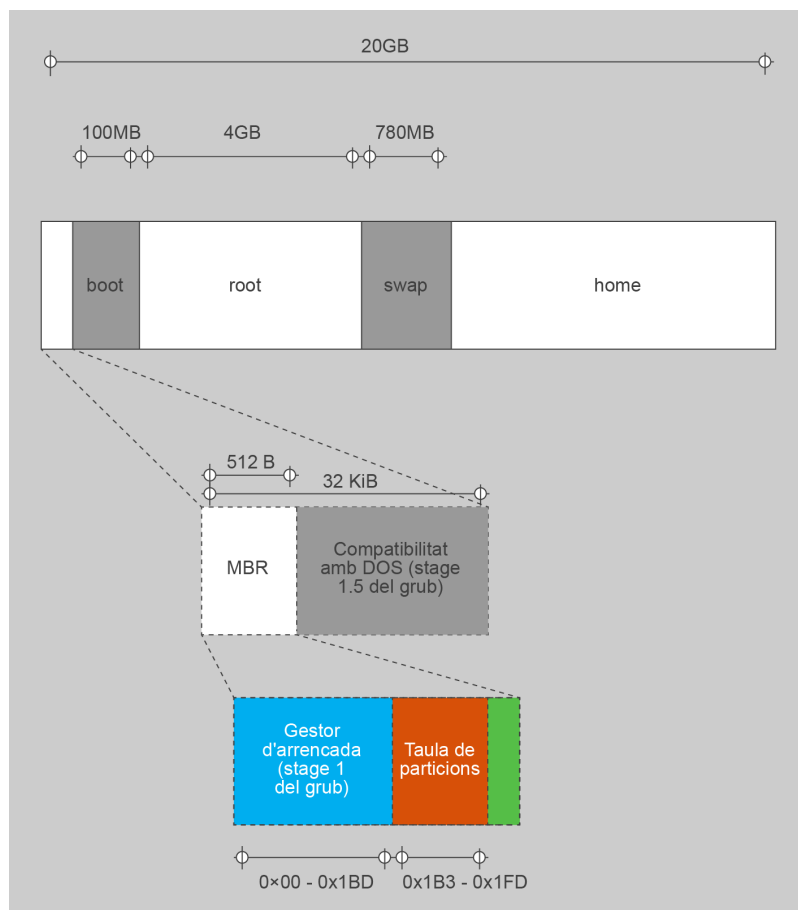 20GB
100MB
4GB
780MB
boot
root
swap
home
512 B
32 KiB
MBR
Compatibilitat
amb DOS (stage
1.5 del grub)
Gestor
d'arrencada
(stage 1
del grub)
Taula de
particions
0×00 - 0x1BD
0x1B3 - 0x1FD